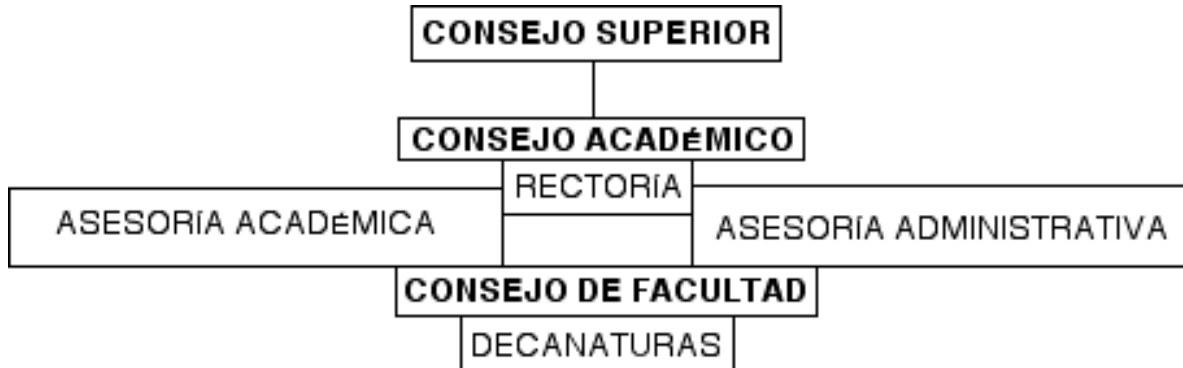 CONSEJO SUPERIOR
CONSEJO ACADÉMICO
RECTORÍA
ASESORÍA ACADÉMICA
ASESORÍA ADMINISTRATIVA
CONSEJO DE FACULTAD
DECANATURAS